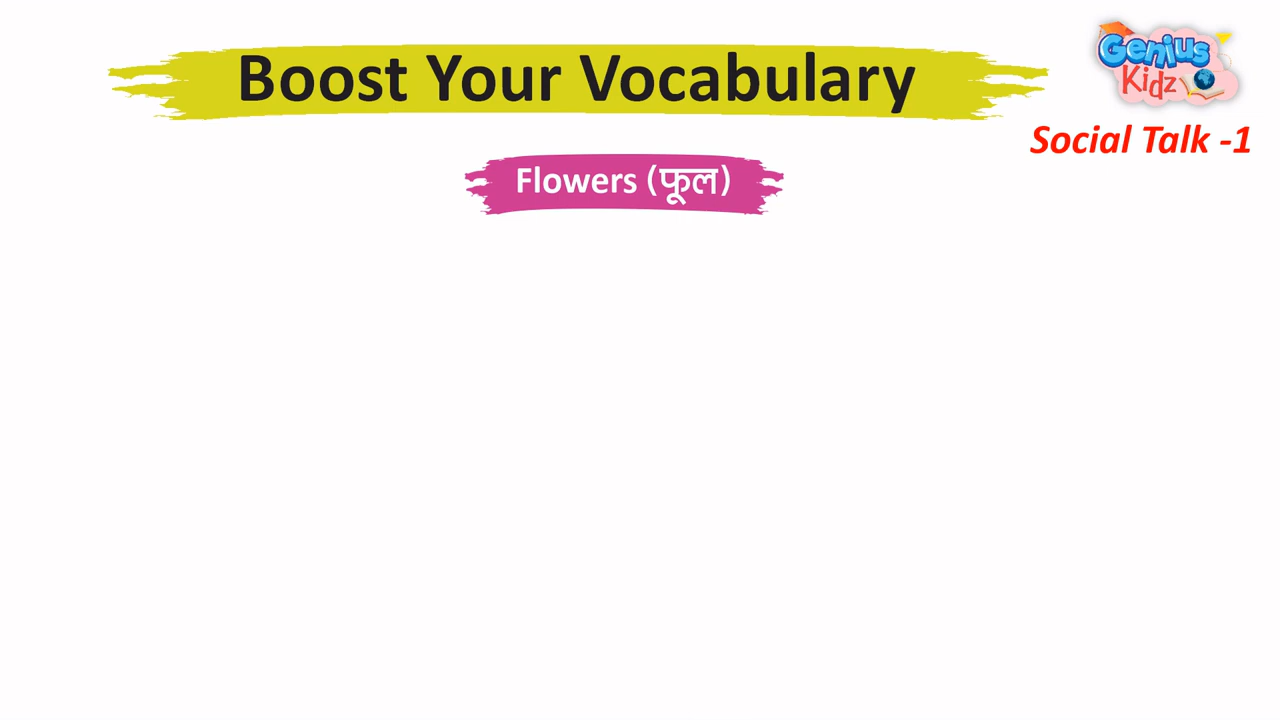 Boost Your Vocabulary
Genius
Kidz
Social Talk -1
Flowers (फूल)